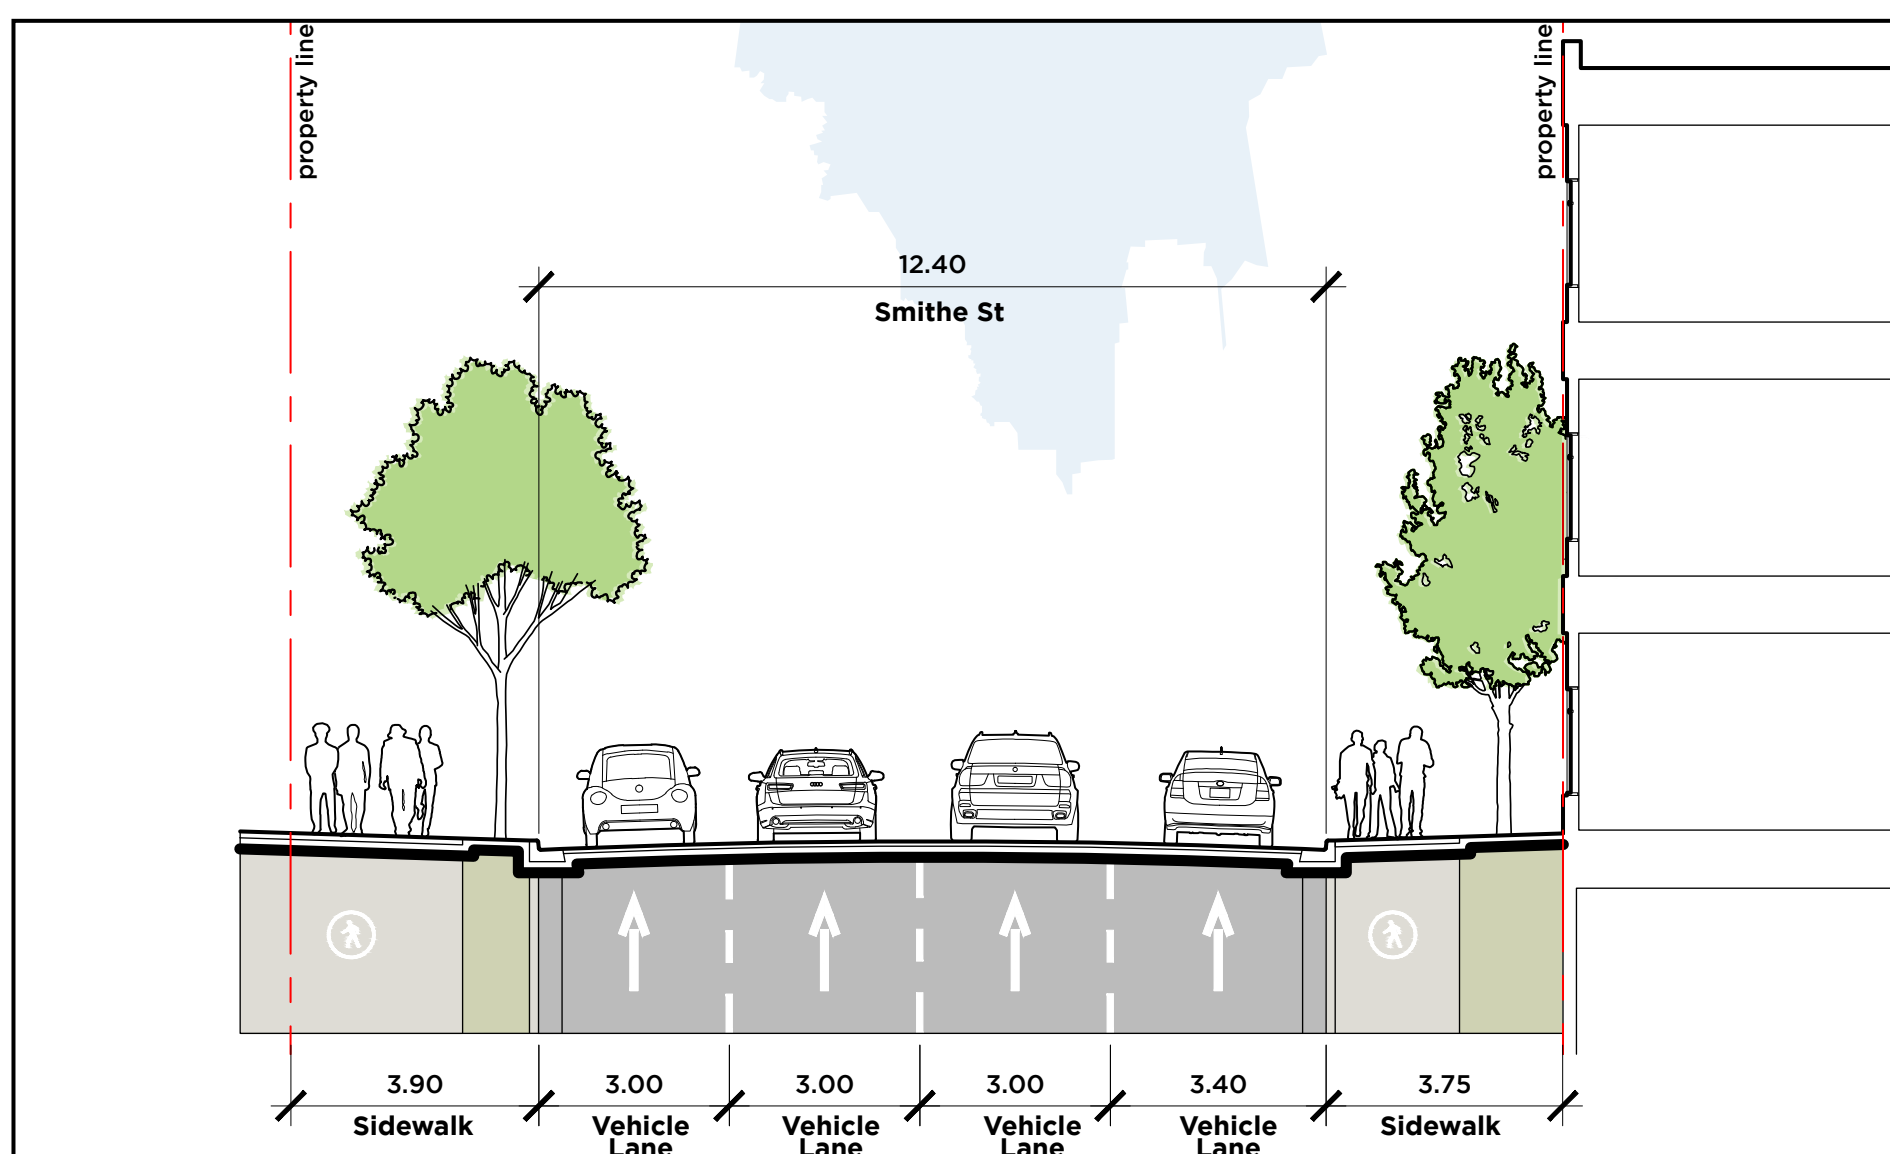 property line
property line
12.40
Smithe St
3.90
3.00
3.00
3.00
3.40
3.75
Sidewalk
Vehicle
Lane
Vehicle
Lane
Vehicle
Lane
Vehicle
Lane
Sidewalk